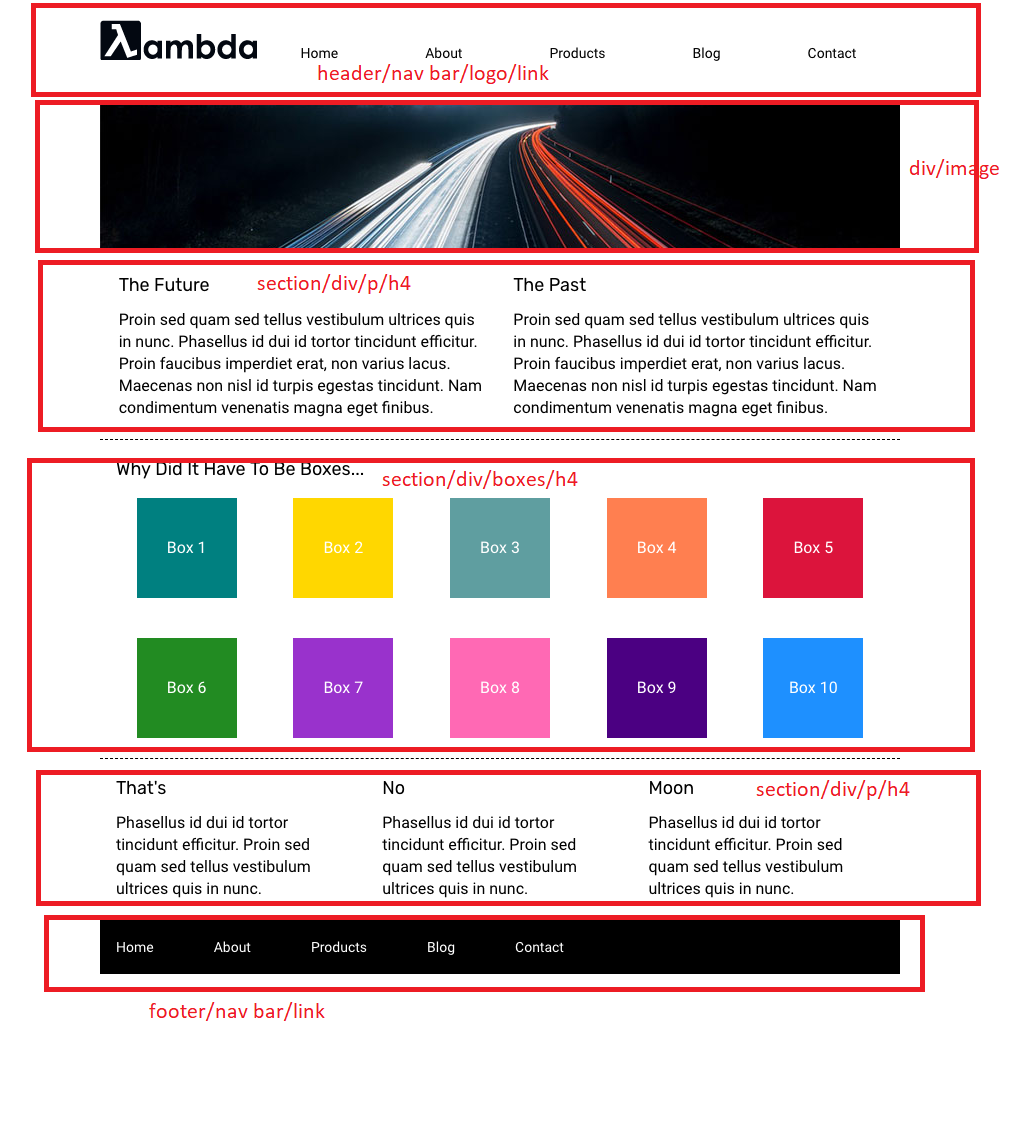 λambda
Home About Products Blog Contact
header/nav bar/logo/link
div/image
The Future
section/div/p/h4
Proin sed quam sed tellus vestibulum ultrices quis
in nunc. Phasellus id dui id tortor tincidunt efficitur.
Proin faucibus imperdiet erat, non varius lacus.
Maecenas non nisl id turpis egestas tincidunt. Nam
condimentum venenatis magna eget finibus.
The Past
Proin sed quam sed tellus vestibulum ultrices quis
in nunc. Phasellus id dui id tortor tincidunt efficitur.
Proin faucibus imperdiet erat, non varius lacus.
Maecenas non nisl id turpis egestas tincidunt. Nam
condimentum venenatis magna eget finibus.
Why Did It Have To Be Boxes...
section/div/boxes/h4
Box 1 Box 2 Box 3 Box 4 Box 5
Box 6 Box 7 Box 8 Box 9 Box 10
That's
Phasellus id dui id tortor
tincidunt efficitur. Proin sed
quam sed tellus vestibulum
ultrices quis in nunc.
No
Phasellus id dui id tortor
tincidunt efficitur. Proin sed
quam sed tellus vestibulum
ultrices quis in nunc.
Moon
section/div/p/h4
Phasellus id dui id tortor
tincidunt efficitur. Proin sed
quam sed tellus vestibulum
ultrices quis in nunc.
Home About Products Blog Contact
footer/nav bar/link